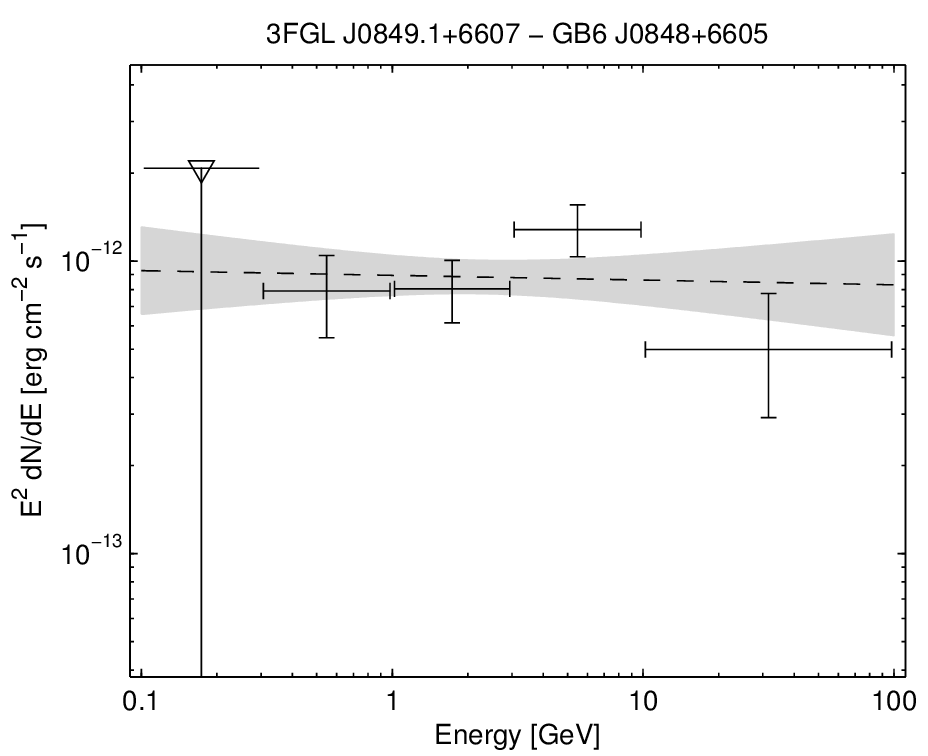 3FGL J0849.1+6607 − GB6 J0848+6605
E² dN/dE [erg cm⁻² s⁻¹]
10⁻¹²
10⁻¹³
0.1 1 10 100
Energy [GeV]